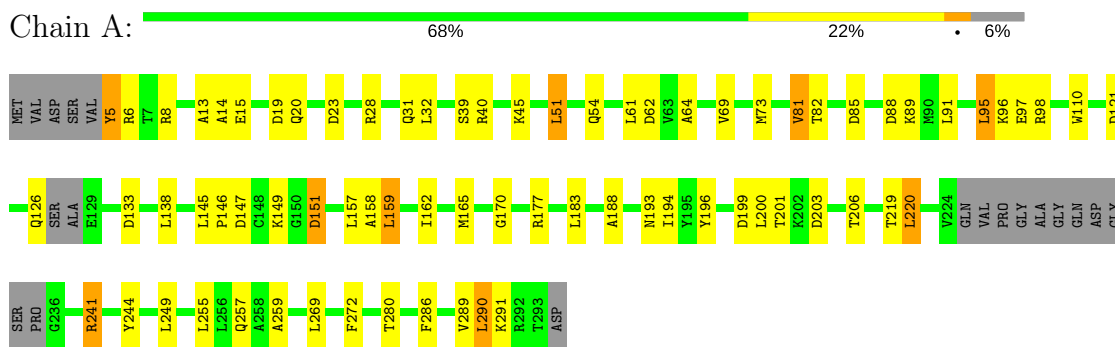 Chain A:
68% 22% • 6%
MET VAL ASP SER VAL Y5 R6 T7 R8 A13 A14 E15 D19 Q20 D23 R28 Q31 L32 S39 R40 K45 L51 Q54 L61 D62 V63 A64 V69 M73 V81 T82 D85 D88 K89 M90 L91 L95 K96 E97 R98 W110
Q126 SER ALA E129 D133 L138 L145 P146 D147 C148 K149 G150 D151 L157 A158 L159 I162 M165 G170 R177 L183 A188 N193 I194 Y195 Y196 D199 L200 T201 K202 D203 T206 T219 L220 V224 GLN VAL PRO GLY ALA GLY GLN ASP GLY
SER PRO G236 R241 Y244 L249 L255 L256 Q257 A258 A259 L269 F272 T280 F286 V289 L290 K291 R292 T293 ASP